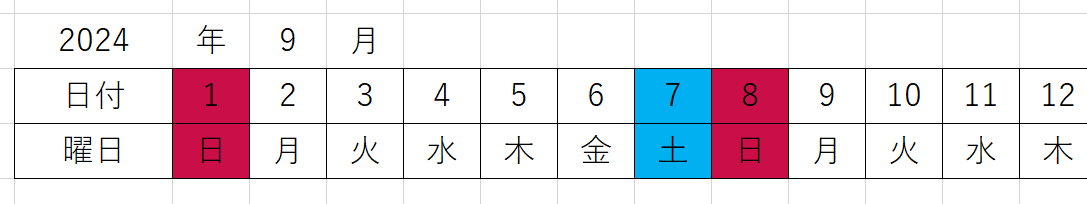 2024 年 9 月
日付 1 2 3 4 5 6 7 8 9 10 11 12
曜日 日 月 火 水 木 金 土 日 月 火 水 木